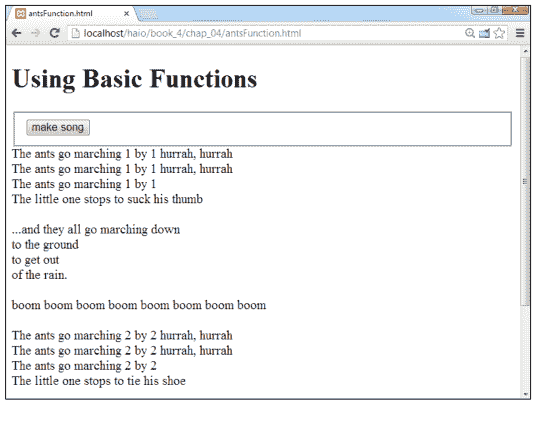 antsFunction.html
localhost/haio/book_4/chap_04/antsFunction.html
Using Basic Functions
make song
The ants go marching 1 by 1 hurrah, hurrah
The ants go marching 1 by 1 hurrah, hurrah
The ants go marching 1 by 1
The little one stops to suck his thumb
...and they all go marching down
to the ground
to get out
of the rain.
boom boom boom boom boom boom boom boom
The ants go marching 2 by 2 hurrah, hurrah
The ants go marching 2 by 2 hurrah, hurrah
The ants go marching 2 by 2
The little one stops to tie his shoe